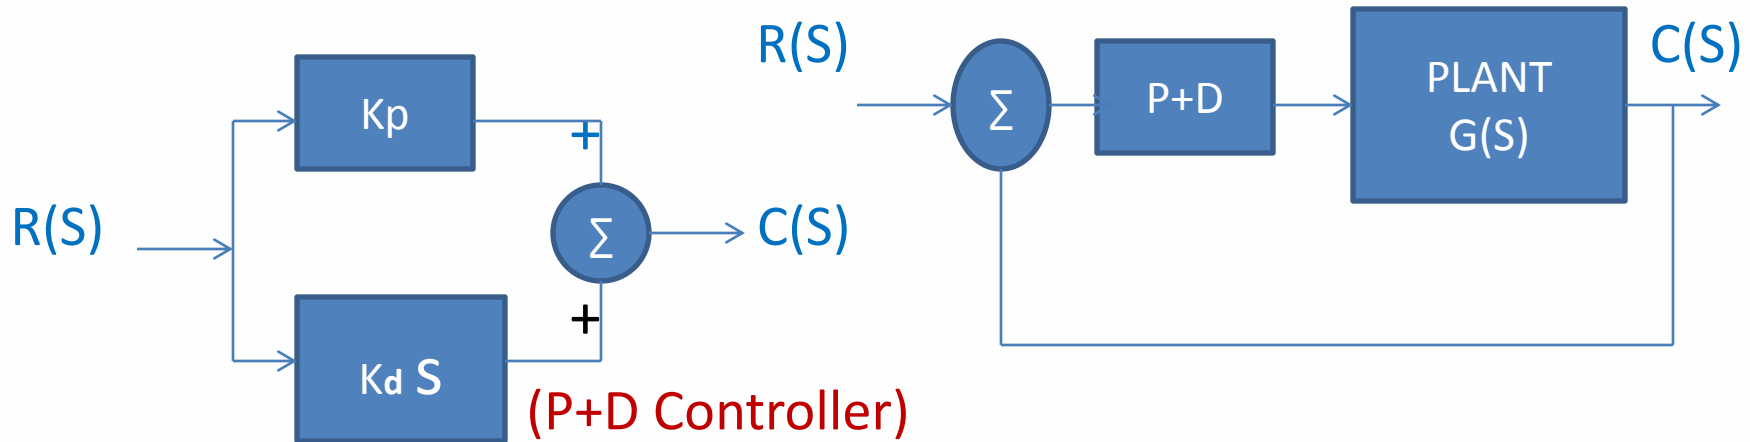 Kp
+
R(S)
Σ
C(S)
+
Kd S
(P+D Controller)
R(S)
Σ
P+D
PLANT
G(S)
C(S)